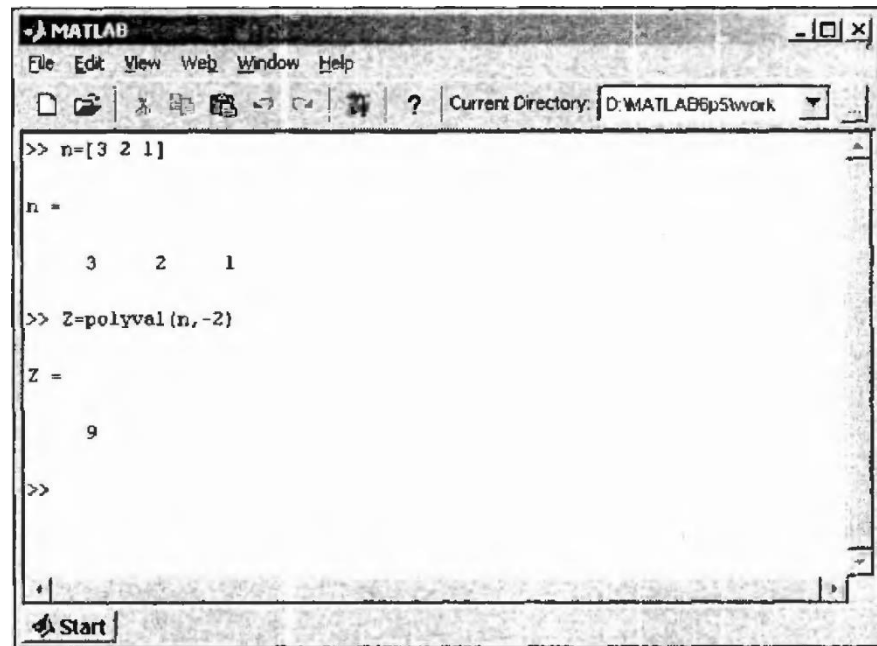 MATLAB
File Edit View Web Window Help
? Current Directory: D:\MATLAB6p5\work ...
>> n=[3 2 1]
n =
3 2 1
>> Z=polyval(n,-2)
Z =
9
>>
Start